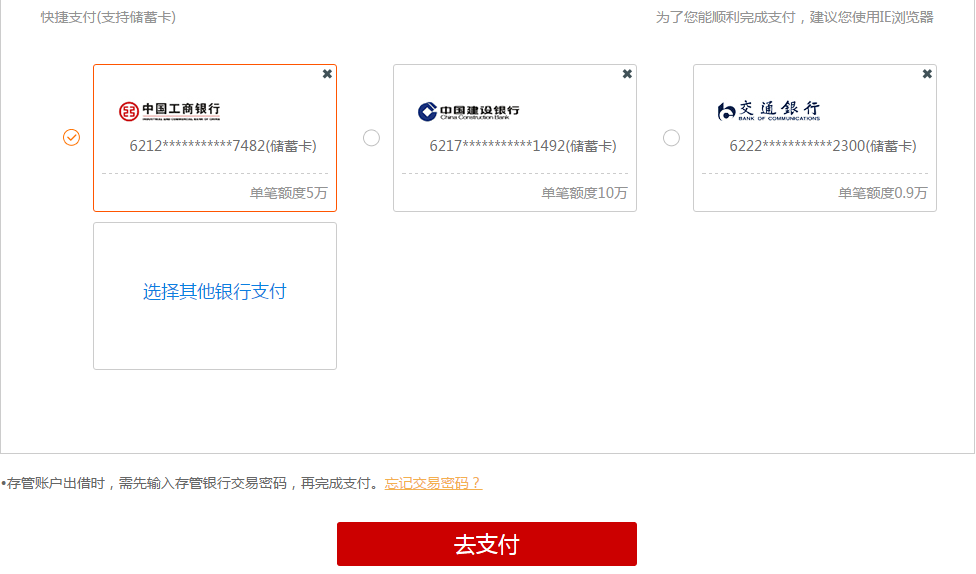 快捷支付(支持储蓄卡)
为了您能顺利完成支付，建议您使用IE浏览器
中国工商银行
INDUSTRIAL AND COMMERCIAL BANK OF CHINA
6212***********7482(储蓄卡)
单笔额度5万
中国建设银行
China Construction Bank
6217***********1492(储蓄卡)
单笔额度10万
交通銀行
BANK OF COMMUNICATIONS
6222***********2300(储蓄卡)
单笔额度0.9万
选择其他银行支付
•存管账户出借时，需先输入存管银行交易密码，再完成支付。忘记交易密码？
去支付